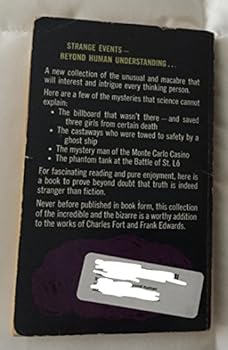 STRANGE EVENTS—
BEYOND HUMAN UNDERSTANDING...
A new collection of the unusual and macabre that
will interest and intrigue every thinking person.
Here are a few of the mysteries that science cannot
explain:
• The billboard that wasn't there — and saved
three girls from certain death
• The castaways who were towed to safety by a
ghost ship
• The mystery man of the Monte Carlo Casino
• The phantom tank at the Battle of St. Lô
For fascinating reading and pure enjoyment, here is
a book to prove beyond doubt that truth is indeed
stranger than fiction.
Never before published in book form, this collection
of the incredible and the bizarre is a worthy addition
to the works of Charles Fort and Frank Edwards.